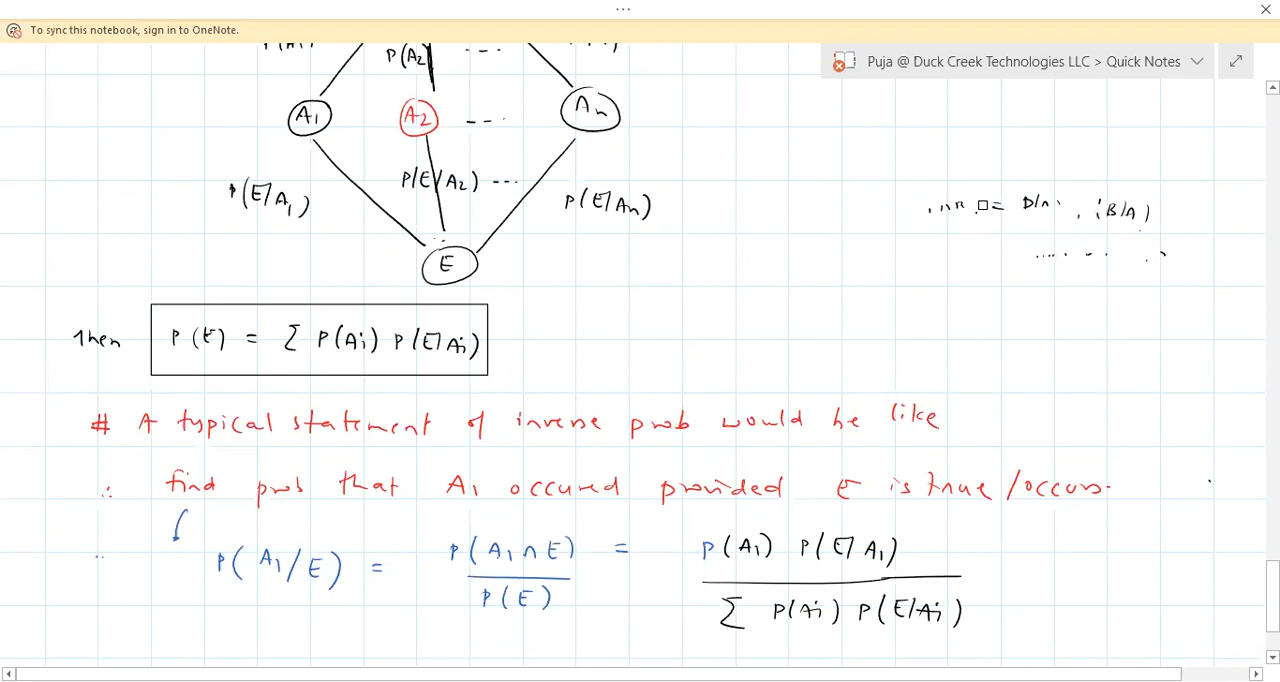 To sync this notebook, sign in to OneNote.
Puja @ Duck Creek Technologies LLC > Quick Notes
P(A2)
A1 A2 --- An
P(E/A1) P(E/A2) --- P(E/An)
(B/A)
E
Then P(E) = Σ P(Ai) P(E/Ai)
# A typical statement of inverse prob would be like
∴ find prob that A1 occured provided E is true/occurs.
P(A1/E) = P(A1 ∩ E) / P(E) = P(A1) P(E/A1) / Σ P(Ai) P(E/Ai)